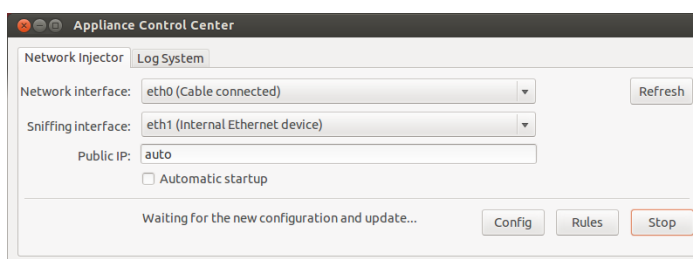 Appliance Control Center
Network Injector Log System
Network interface: eth0 (Cable connected) Refresh
Sniffing interface: eth1 (Internal Ethernet device)
Public IP: auto
Automatic startup
Waiting for the new configuration and update... Config Rules Stop